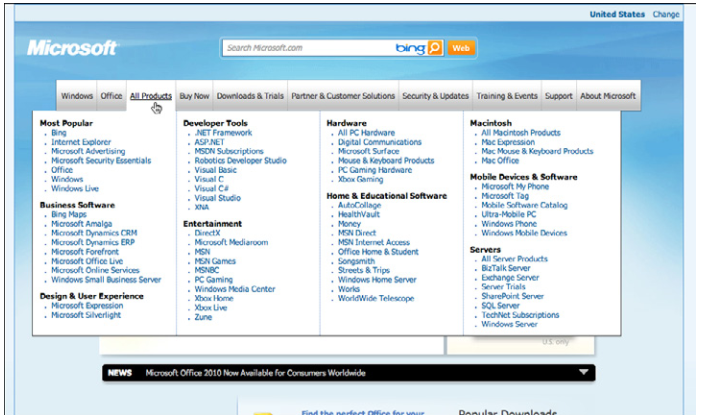 United States Change
Microsoft
Search Microsoft.com bing Web
Windows Office All Products Buy Now Downloads & Trials Partner & Customer Solutions Security & Updates Training & Events Support About Microsoft
Most Popular
Bing
Internet Explorer
Microsoft Advertising
Microsoft Security Essentials
Office
Windows
Windows Live
Business Software
Bing Maps
Microsoft Amalga
Microsoft Dynamics CRM
Microsoft Dynamics ERP
Microsoft Forefront
Microsoft Office Live
Microsoft Online Services
Windows Small Business Server
Design & User Experience
Microsoft Expression
Microsoft Silverlight
Developer Tools
.NET Framework
ASP.NET
MSDN Subscriptions
Robotics Developer Studio
Visual Basic
Visual C
Visual C#
Visual Studio
XNA
Entertainment
DirectX
Microsoft Mediaroom
MSN
MSN Games
MSNBC
PC Gaming
Windows Media Center
Xbox Home
Xbox Live
Zune
Hardware
All PC Hardware
Digital Communications
Microsoft Surface
Mouse & Keyboard Products
PC Gaming Hardware
Xbox Gaming
Home & Educational Software
AutoCollage
HealthVault
Money
MSN Direct
MSN Internet Access
Office Home & Student
Songsmith
Streets & Trips
Windows Home Server
Works
WorldWide Telescope
Macintosh
All Macintosh Products
Mac Expression
Mac Mouse & Keyboard Products
Mac Office
Mobile Devices & Software
Microsoft My Phone
Microsoft Tag
Mobile Software Catalog
Ultra-Mobile PC
Windows Phone
Windows Mobile Devices
Servers
All Server Products
BizTalk Server
Exchange Server
Server Trials
SharePoint Server
SQL Server
TechNet Subscriptions
Windows Server
U.S. only
NEWS Microsoft Office 2010 Now Available for Consumers Worldwide
Find the perfect Office for your
Popular Downloads